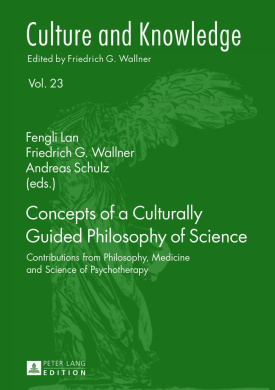 Culture and Knowledge
Edited by Friedrich G. Wallner
Vol. 23
Fengli Lan
Friedrich G. Wallner
Andreas Schulz
(eds.)
Concepts of a Culturally
Guided Philosophy of Science
Contributions from Philosophy, Medicine
and Science of Psychotherapy
PETER LANG
EDITION